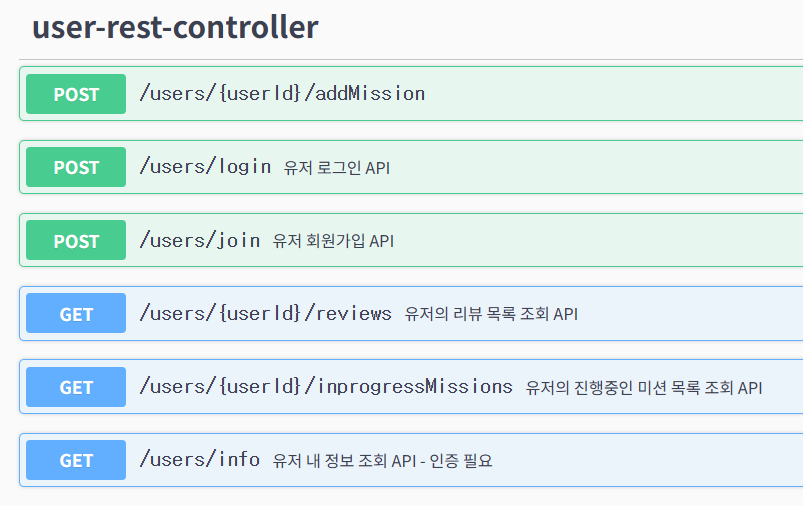 user-rest-controller
POST /users/{userId}/addMission
POST /users/login 유저 로그인 API
POST /users/join 유저 회원가입 API
GET /users/{userId}/reviews 유저의 리뷰 목록 조회 API
GET /users/{userId}/inprogressMissions 유저의 진행중인 미션 목록 조회 API
GET /users/info 유저 내 정보 조회 API - 인증 필요